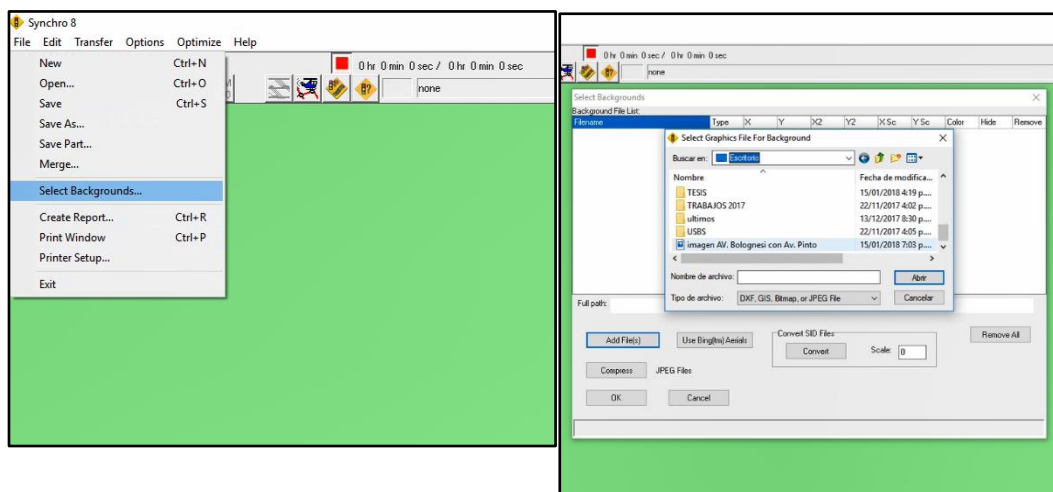 Synchro 8
File Edit Transfer Options Optimize Help
New Ctrl+N
Open... Ctrl+O
Save Ctrl+S
Save As...
Save Part...
Merge...
Select Backgrounds...
Create Report... Ctrl+R
Print Window Ctrl+P
Printer Setup...
Exit
0 hr 0 min 0 sec / 0 hr 0 min 0 sec
none
0 hr 0 min 0 sec / 0 hr 0 min 0 sec
none
Select Backgrounds
Background File List:
Filename Type X Y X2 Y2 X Sc Y Sc Color Hide Remove
Select Graphics File For Background
Buscar en: Escritorio
Nombre Fecha de modifica...
TESIS 15/01/2018 4:19 p....
TRABAJOS 2017 22/11/2017 4:02 p....
ultimos 13/12/2017 8:30 p....
USBS 22/11/2017 4:05 p....
imagen AV. Bolognesi con Av. Pinto 15/01/2018 7:03 p....
Nombre de archivo: Abrir
Tipo de archivo: DXF, GIS, Bitmap, or JPEG File Cancelar
Full path:
Add File(s) Use Bing(tm) Aerials Convert SID Files Remove All
Convert Scale: 0
Compress JPEG Files
OK Cancel